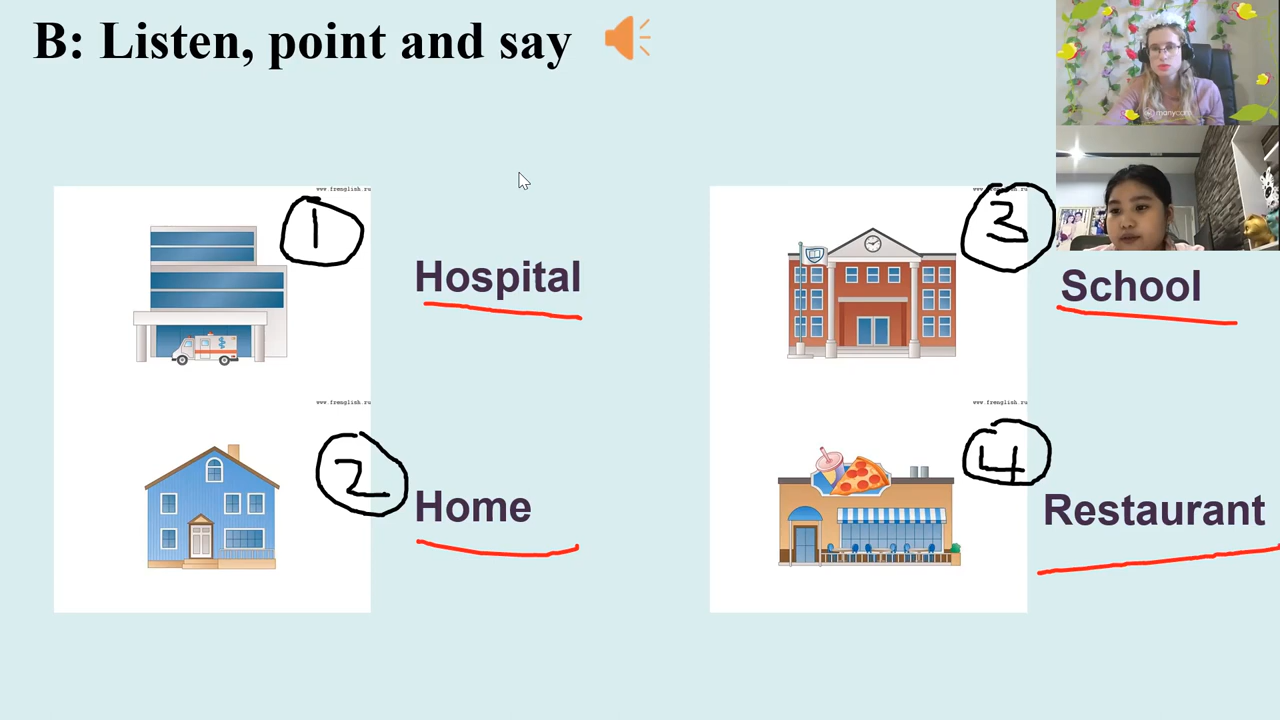 B: Listen, point and say
www.frenglish.ru
1
Hospital
www.frenglish.ru
2
Home
www.frenglish.ru
3
School
www.frenglish.ru
4
Restaurant
manycam